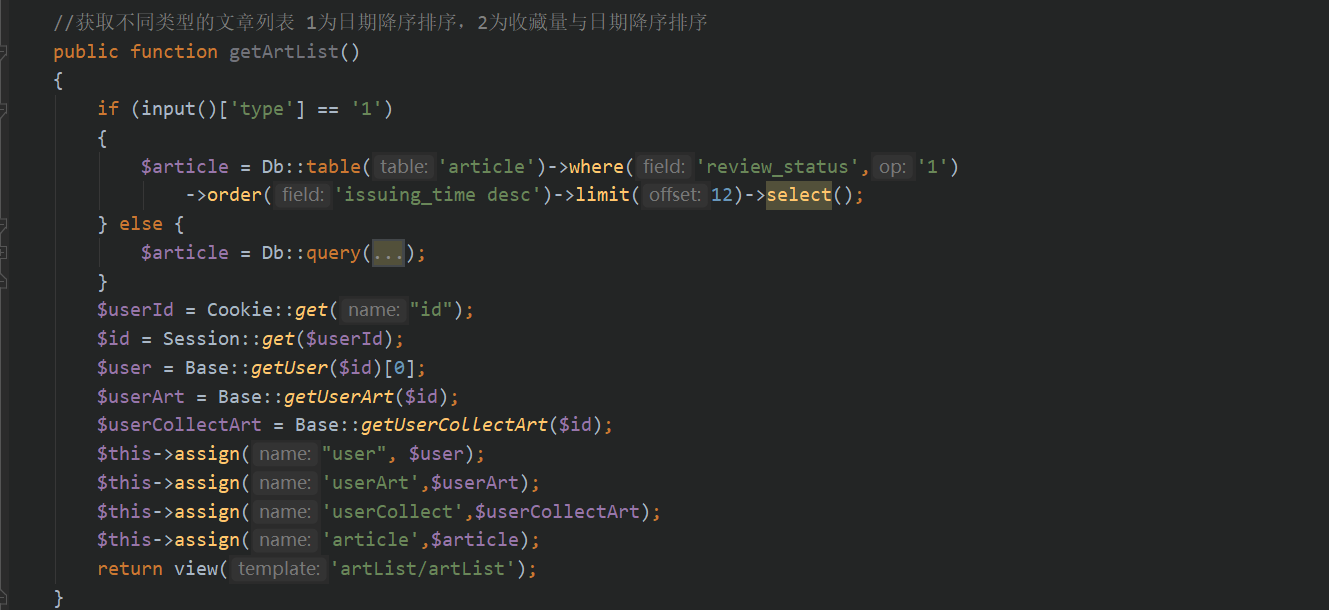 //获取不同类型的文章列表 1为日期降序排序，2为收藏量与日期降序排序
public function getArtList()
{
if (input()['type'] == '1')
{
$article = Db::table( table: 'article')->where( field: 'review_status', op: '1')
->order( field: 'issuing_time desc')->limit( offset: 12)->select();
} else {
$article = Db::query(...);
}
$userId = Cookie::get( name: "id");
$id = Session::get($userId);
$user = Base::getUser($id)[0];
$userArt = Base::getUserArt($id);
$userCollectArt = Base::getUserCollectArt($id);
$this->assign( name: "user", $user);
$this->assign( name: 'userArt',$userArt);
$this->assign( name: 'userCollect',$userCollectArt);
$this->assign( name: 'article',$article);
return view( template: 'artList/artList');
}